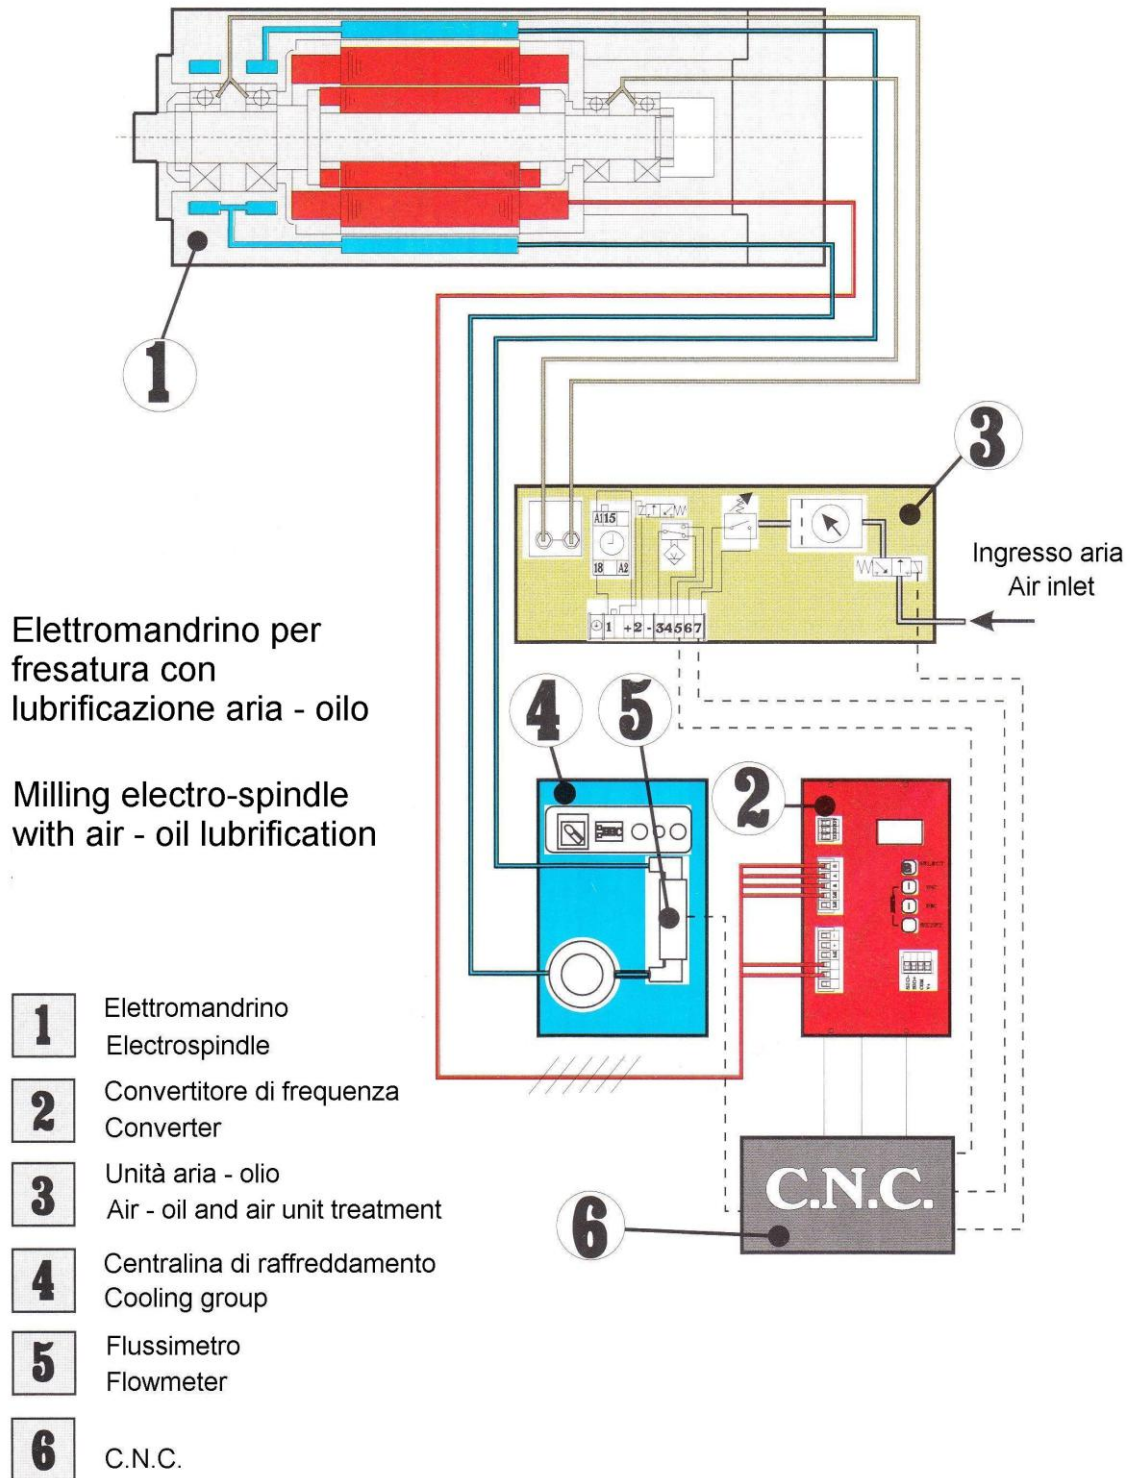 1
3
A1 15
18 A2
1 +2 - 34567
Ingresso aria
Air inlet
Elettromandrino per
fresatura con
lubrificazione aria - oilo
Milling electro-spindle
with air - oil lubrification
4
5
2
SELECT
C.N.C.
6
1
Elettromandrino
Electrospindle
2
Convertitore di frequenza
Converter
3
Unità aria - olio
Air - oil and air unit treatment
4
Centralina di raffreddamento
Cooling group
5
Flussimetro
Flowmeter
6
C.N.C.